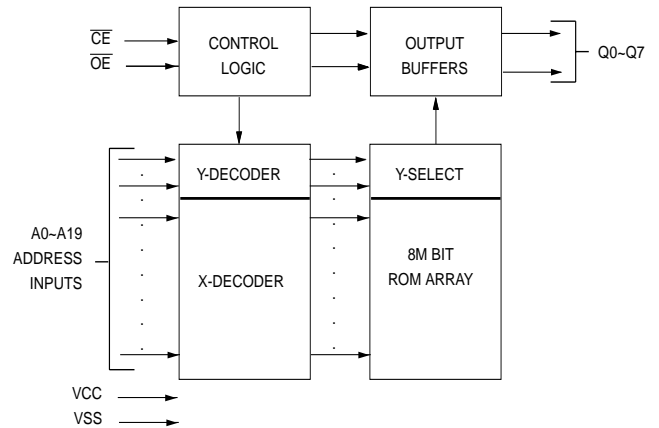 CE
OE
CONTROL
LOGIC
OUTPUT
BUFFERS
Q0~Q7
A0~A19
ADDRESS
INPUTS
Y-DECODER
X-DECODER
Y-SELECT
8M BIT
ROM ARRAY
VCC
VSS